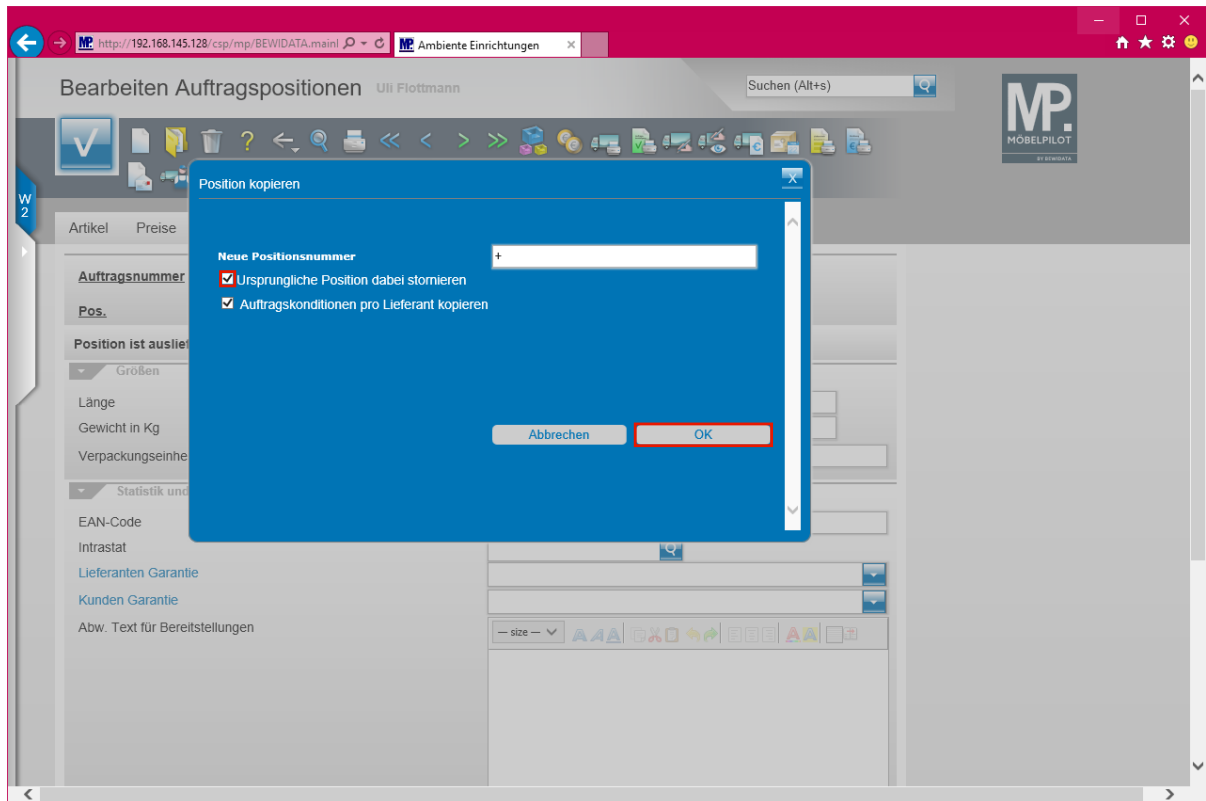 http://192.168.145.128/csp/mp/BEWIDATA.mainl
MP. Ambiente Einrichtungen
Bearbeiten Auftragspositionen Uli Flottmann
Suchen (Alt+s)
MP.
MÖBELPILOT
BY BEWIDATA
W
2
Position kopieren
X
Artikel Preise
Neue Positionsnummer +
Ursprungliche Position dabei stornieren
Auftragskonditionen pro Lieferant kopieren
Auftragsnummer
Pos.
Position ist auslief
Größen
Länge
Gewicht in Kg
Abbrechen OK
Verpackungseinhe
Statistik und
EAN-Code
Intrastat
Lieferanten Garantie
Kunden Garantie
Abw. Text für Bereitstellungen
— size —